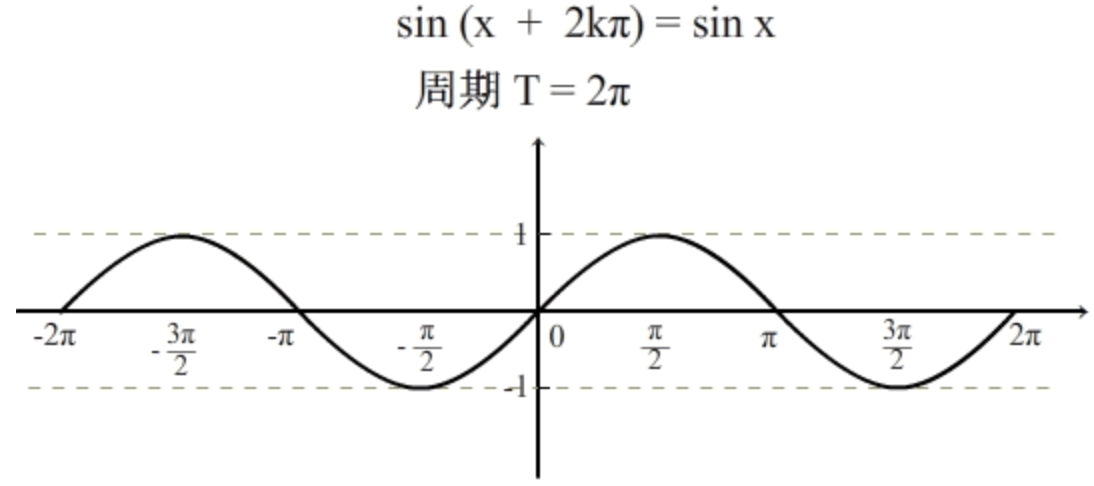 sin (x + 2kπ) = sin x
周期 T = 2π
1
-2π -3π/2 -π -π/2 0 π/2 π 3π/2 2π
-1